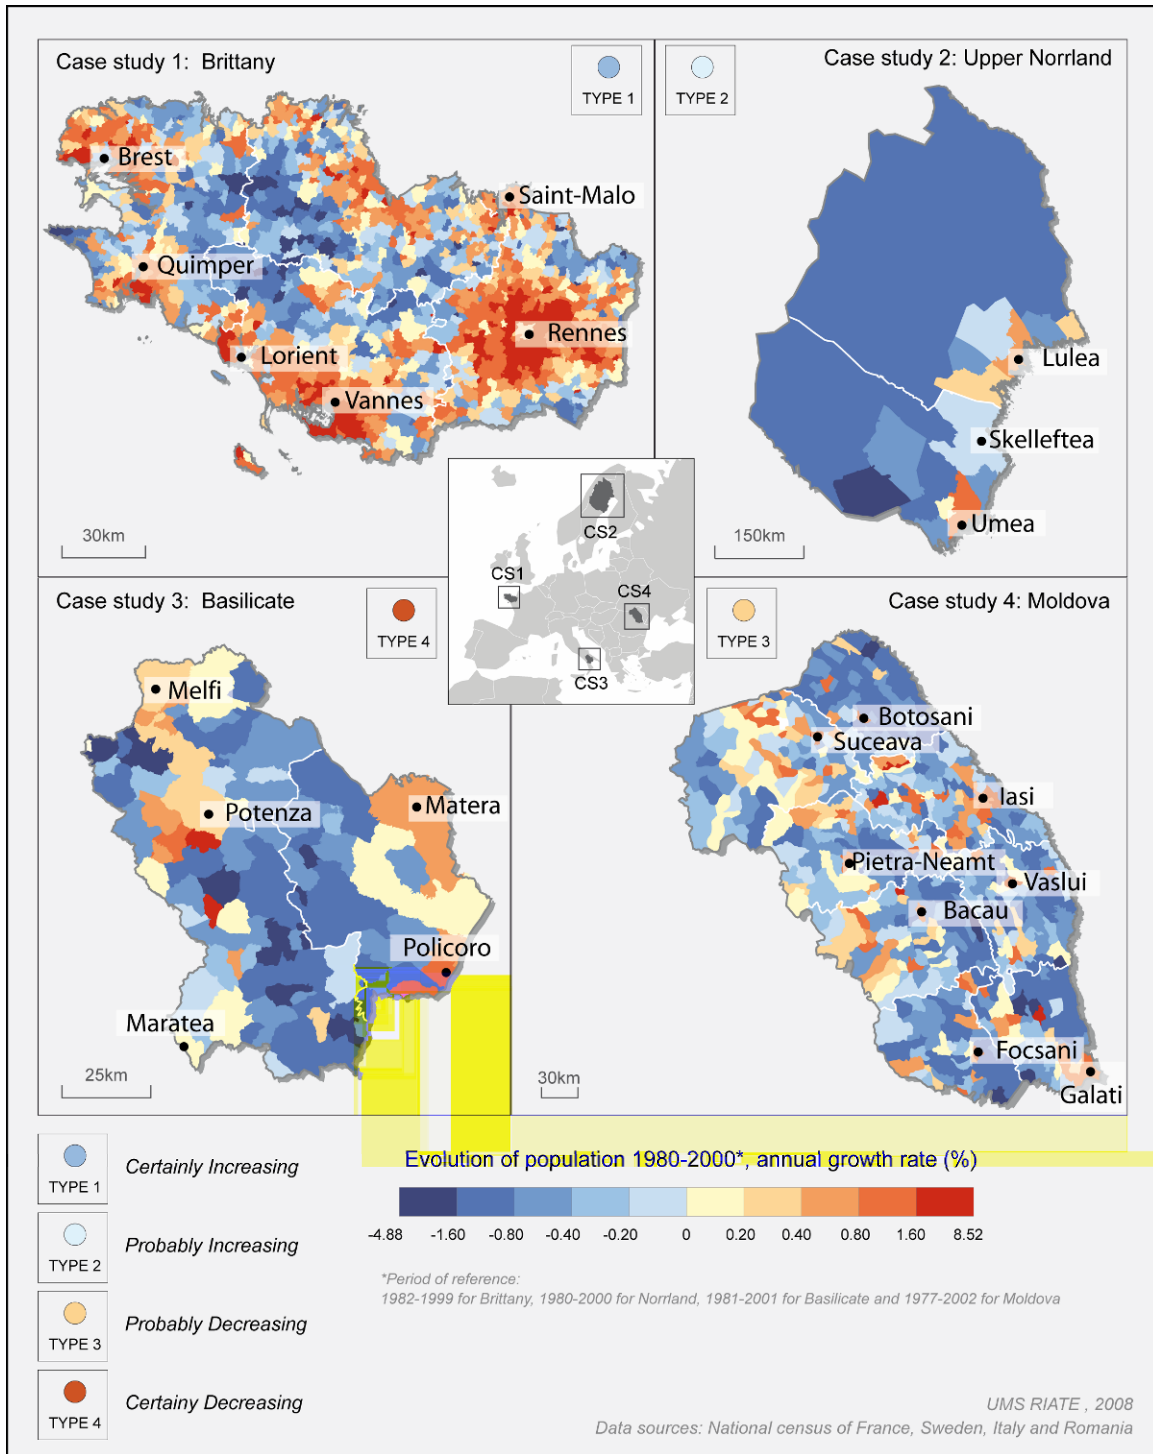 Case study 1: Brittany
TYPE 1
TYPE 2
Case study 2: Upper Norrland
Brest
Saint-Malo
Quimper
Rennes
Lorient
Vannes
30km
Lulea
Skelleftea
Umea
150km
CS2
CS1
CS4
CS3
Case study 3: Basilicate
TYPE 4
TYPE 3
Case study 4: Moldova
Melfi
Potenza
Matera
Policoro
Maratea
25km
Botosani
Suceava
Iasi
Pietra-Neamt
Vaslui
Bacau
Focsani
Galati
30km
TYPE 1
Certainly Increasing
TYPE 2
Probably Increasing
TYPE 3
Probably Decreasing
TYPE 4
Certainy Decreasing
Evolution of population 1980-2000*, annual growth rate (%)
-4.88 -1.60 -0.80 -0.40 -0.20 0 0.20 0.40 0.80 1.60 8.52
*Period of reference:
1982-1999 for Brittany, 1980-2000 for Norrland, 1981-2001 for Basilicate and 1977-2002 for Moldova
UMS RIATE , 2008
Data sources: National census of France, Sweden, Italy and Romania